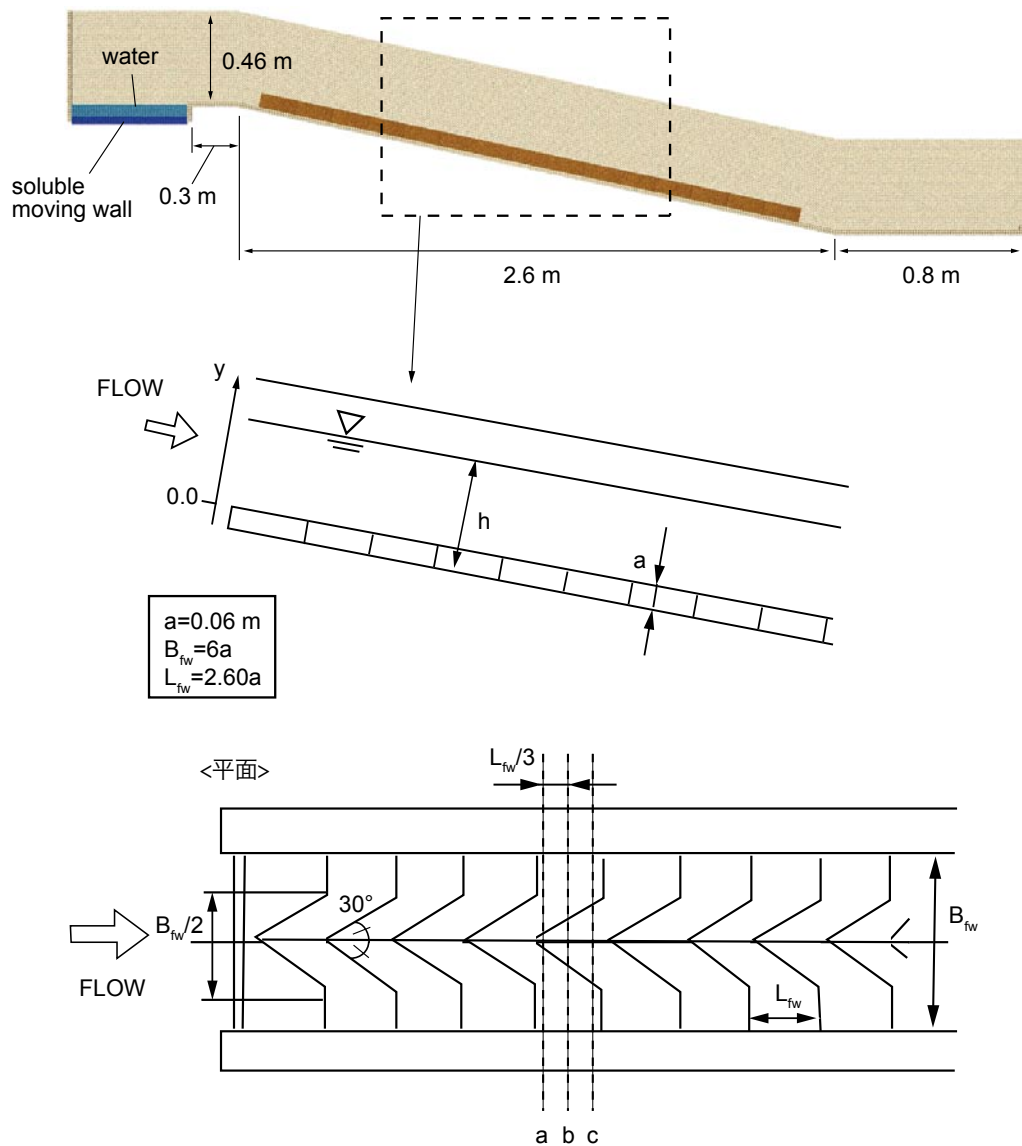 water
0.46 m
soluble
moving wall
0.3 m
2.6 m
0.8 m
FLOW
y
0.0
h
a
a=0.06 m
B_fw=6a
L_fw=2.60a
<平面>
L_fw/3
B_fw/2
30°
B_fw
FLOW
L_fw
a b c